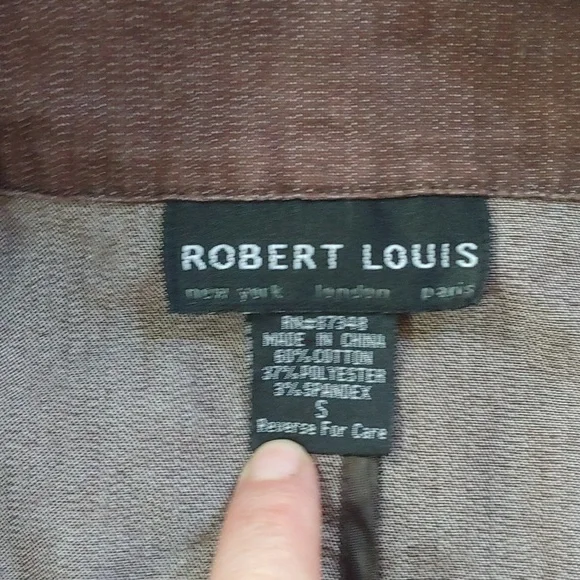 ROBERT LOUIS
new york london paris
RN#87948
MADE IN CHINA
60% COTTON
37% POLYESTER
3% SPANDEX
S
Reverse For Care